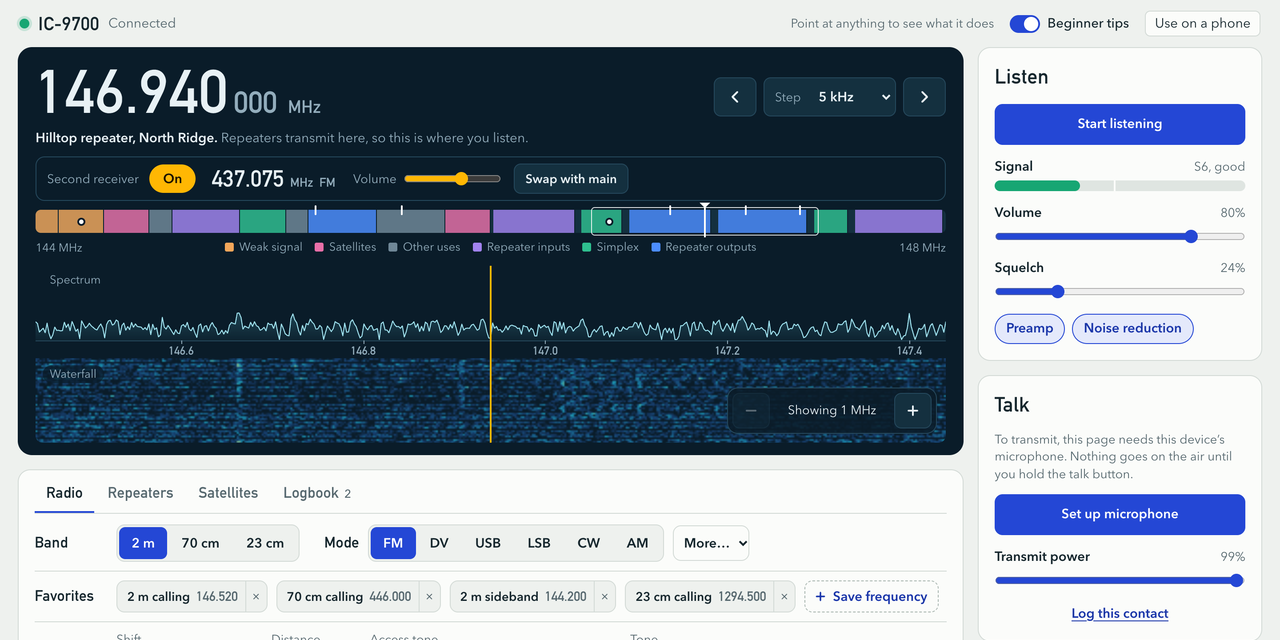 IC-9700 Connected
Point at anything to see what it does Beginner tips Use on a phone
146.940 000 MHz
Step 5 kHz
Hilltop repeater, North Ridge. Repeaters transmit here, so this is where you listen.
Second receiver On 437.075 MHz FM Volume Swap with main
144 MHz Weak signal Satellites Other uses Repeater inputs Simplex Repeater outputs 148 MHz
Spectrum
146.6 146.8 147.0 147.2 147.4
Waterfall
− Showing 1 MHz +
Radio Repeaters Satellites Logbook 2
Band 2 m 70 cm 23 cm Mode FM DV USB LSB CW AM More...
Favorites 2 m calling 146.520 × 70 cm calling 446.000 × 2 m sideband 144.200 × 23 cm calling 1294.500 × + Save frequency
Shift Distance Access tone Tone
Listen
Start listening
Signal S6, good
Volume 80%
Squelch 24%
Preamp Noise reduction
Talk
To transmit, this page needs this device's
microphone. Nothing goes on the air until
you hold the talk button.
Set up microphone
Transmit power 99%
Log this contact